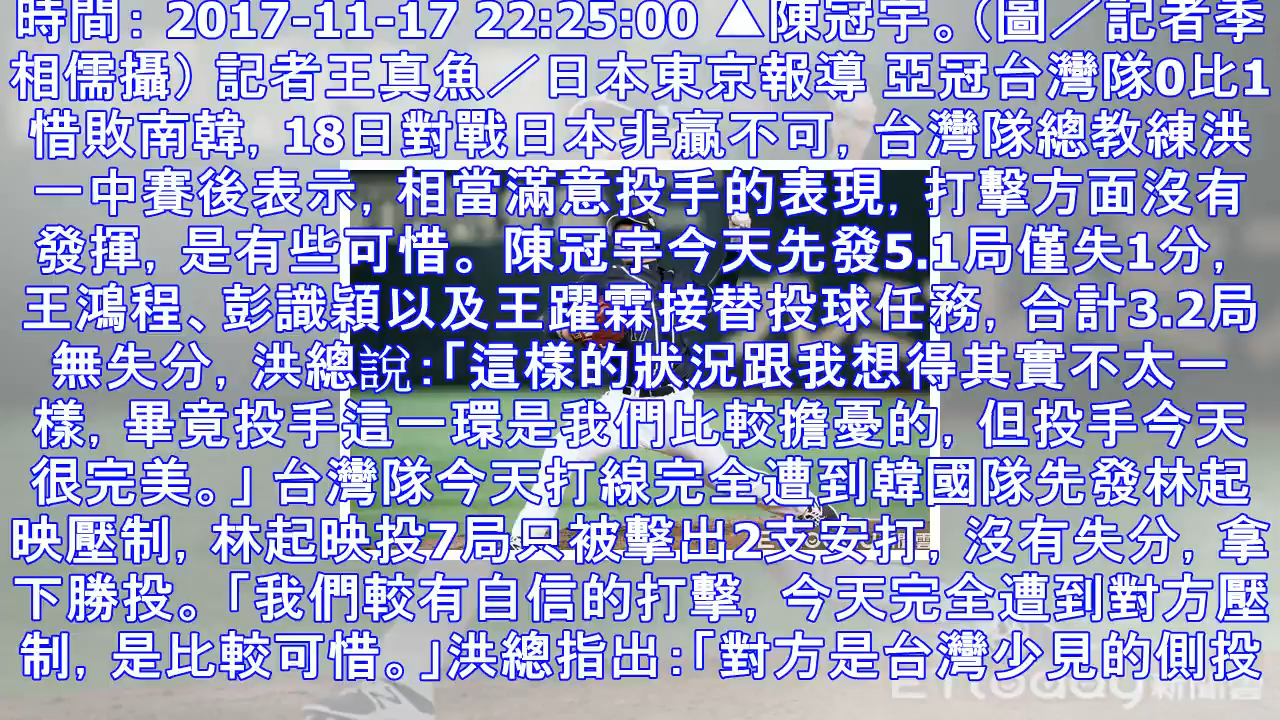 時間: 2017-11-17 22:25:00 ▲陳冠宇。(圖／記者季
相儒攝) 記者王真魚／日本東京報導 亞冠台灣隊0比1
惜敗南韓, 18日對戰日本非贏不可, 台灣隊總教練洪
一中賽後表示, 相當滿意投手的表現, 打擊方面沒有
發揮, 是有些可惜。陳冠宇今天先發5.1局僅失1分,
王鴻程、彭識穎以及王躍霖接替投球任務, 合計3.2局
無失分, 洪總說:「這樣的狀況跟我想得其實不太一
樣, 畢竟投手這一環是我們比較擔憂的, 但投手今天
很完美。」台灣隊今天打線完全遭到韓國隊先發林起
映壓制, 林起映投7局只被擊出2支安打, 沒有失分, 拿
下勝投。「我們較有自信的打擊, 今天完全遭到對方壓
制, 是比較可惜。」洪總指出:「對方是台灣少見的側投
ETtoday新聞雲